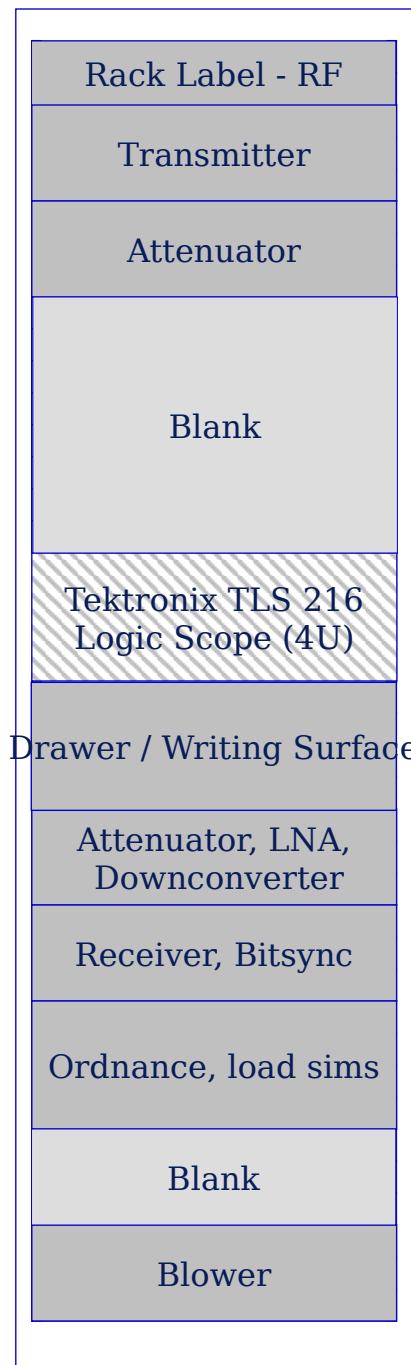 Rack Label - RF
Transmitter
Attenuator
Blank
Tektronix TLS 216
Logic Scope (4U)
Drawer / Writing Surface
Attenuator, LNA,
Downconverter
Receiver, Bitsync
Ordnance, load sims
Blank
Blower